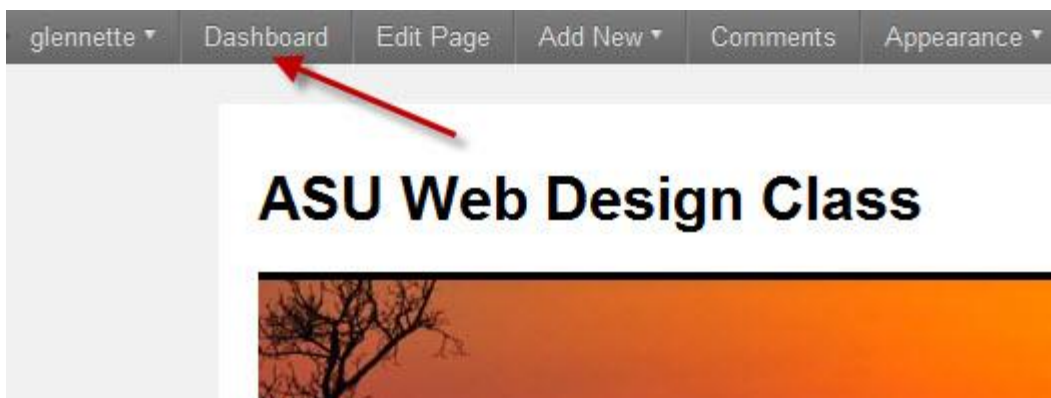 glennette Dashboard Edit Page Add New Comments Appearance
ASU Web Design Class